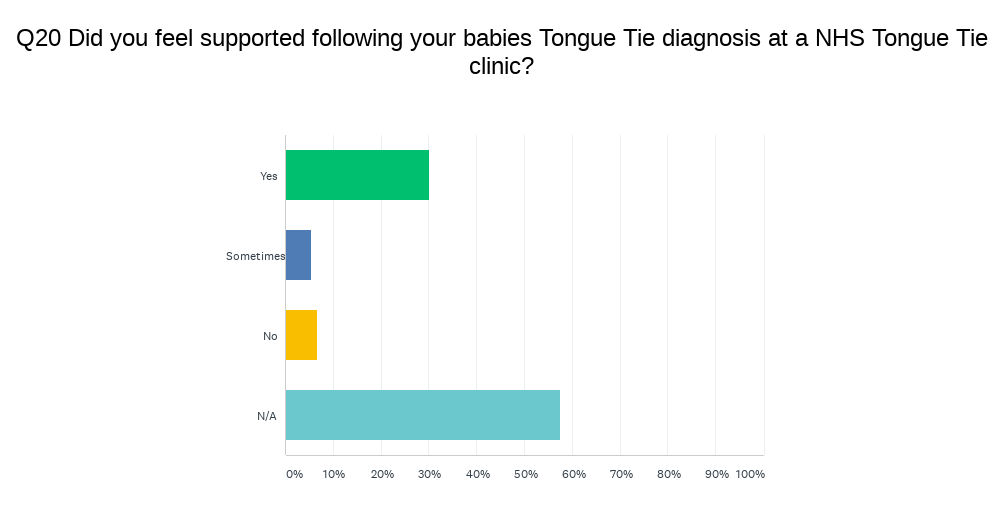 Q20 Did you feel supported following your babies Tongue Tie diagnosis at a NHS Tongue Tie
clinic?
Yes
Sometimes
No
N/A
0% 10% 20% 30% 40% 50% 60% 70% 80% 90% 100%